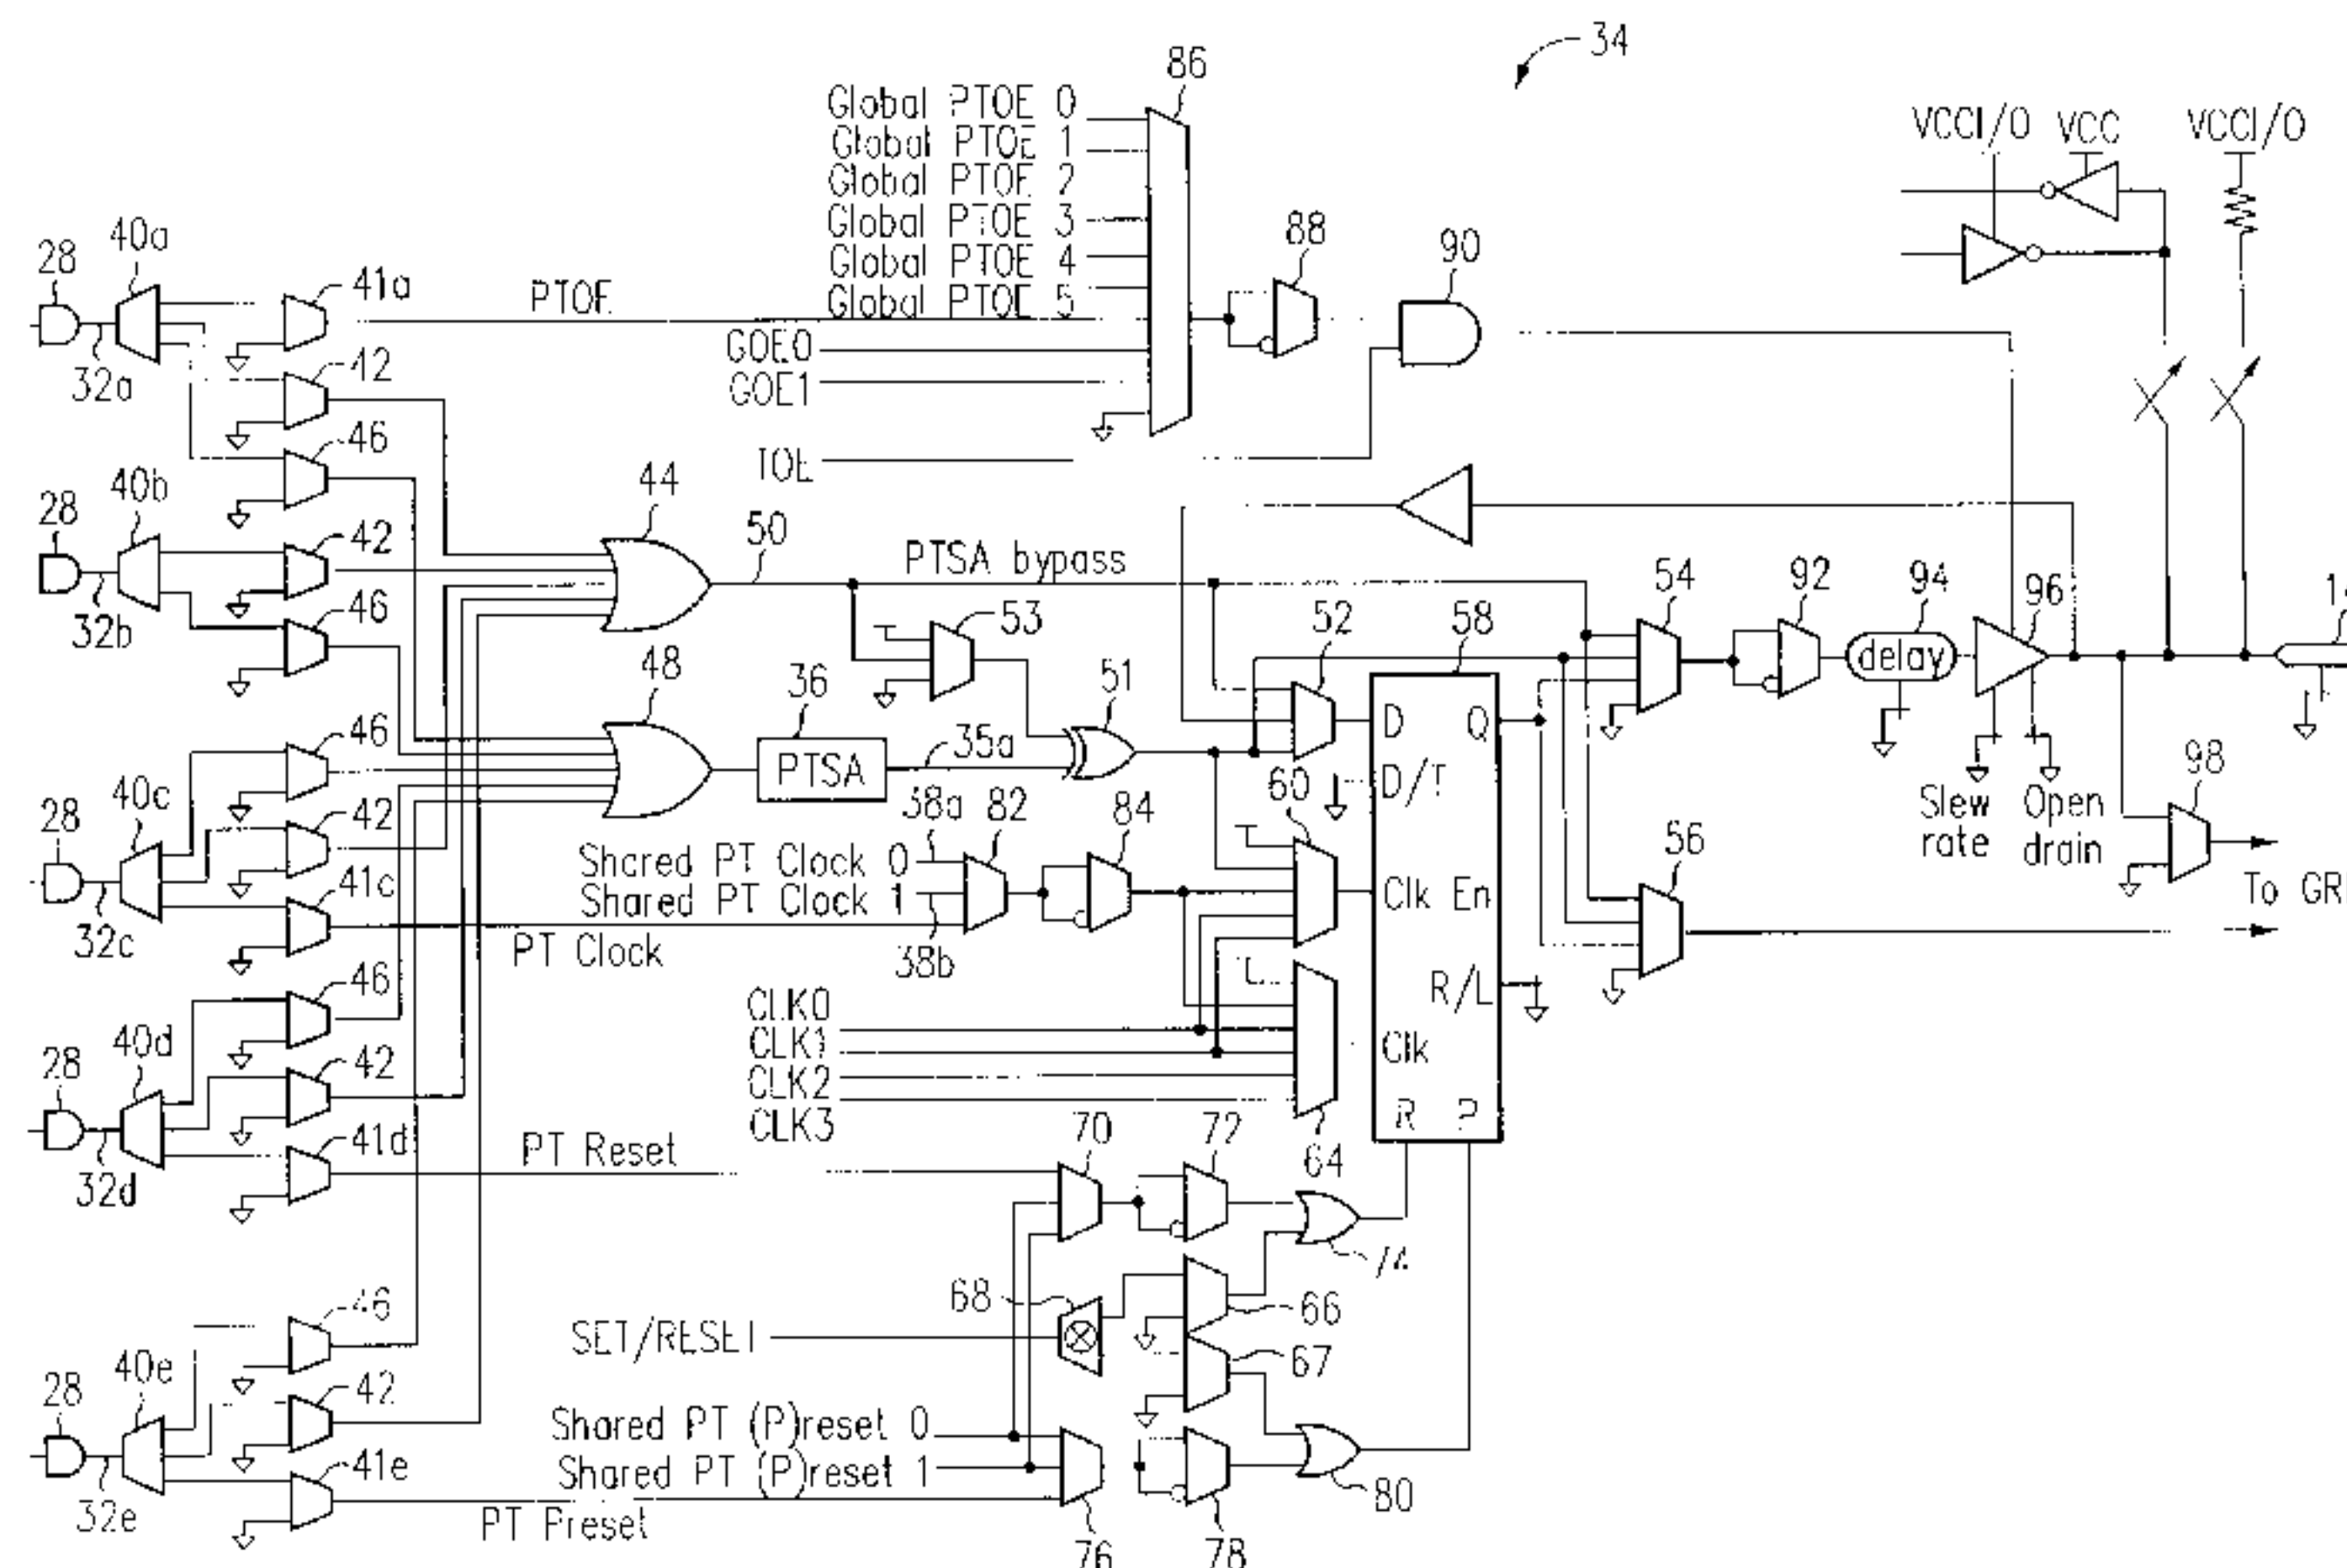 34
86
Global PTOE 0
Global PTOE 1
Global PTOE 2
Global PTOE 3
Global PTOE 4
Global PTOE 5
VCCI/O VCC VCCI/O
28 40a 41a PTOE 88 90
GOE0
GOE1
32a 42
TOE
46
28 40b 42 44 50 PTSA bypass
32b 46 53 52 58 54 92 94 96
delay
48 36 51
PTSA 35a
D Q
D/T
60
28 40c 46 42
38a 82 84
Shared PT Clock 0
Shared PT Clock 1
38b
Clk En
56
Slew rate
Open drain
98
To
32c 41c PT Clock
R/L
28 40d 46 42
CLK0
CLK1
CLK2
CLK3
Clk
R P
64
32d 41d PT Reset 70 72
74
68 66
SET/RESET
67
28 40e 46 42
Shared PT (P)reset 0
Shared PT (P)reset 1
32e 41e PT Preset
76 78 80